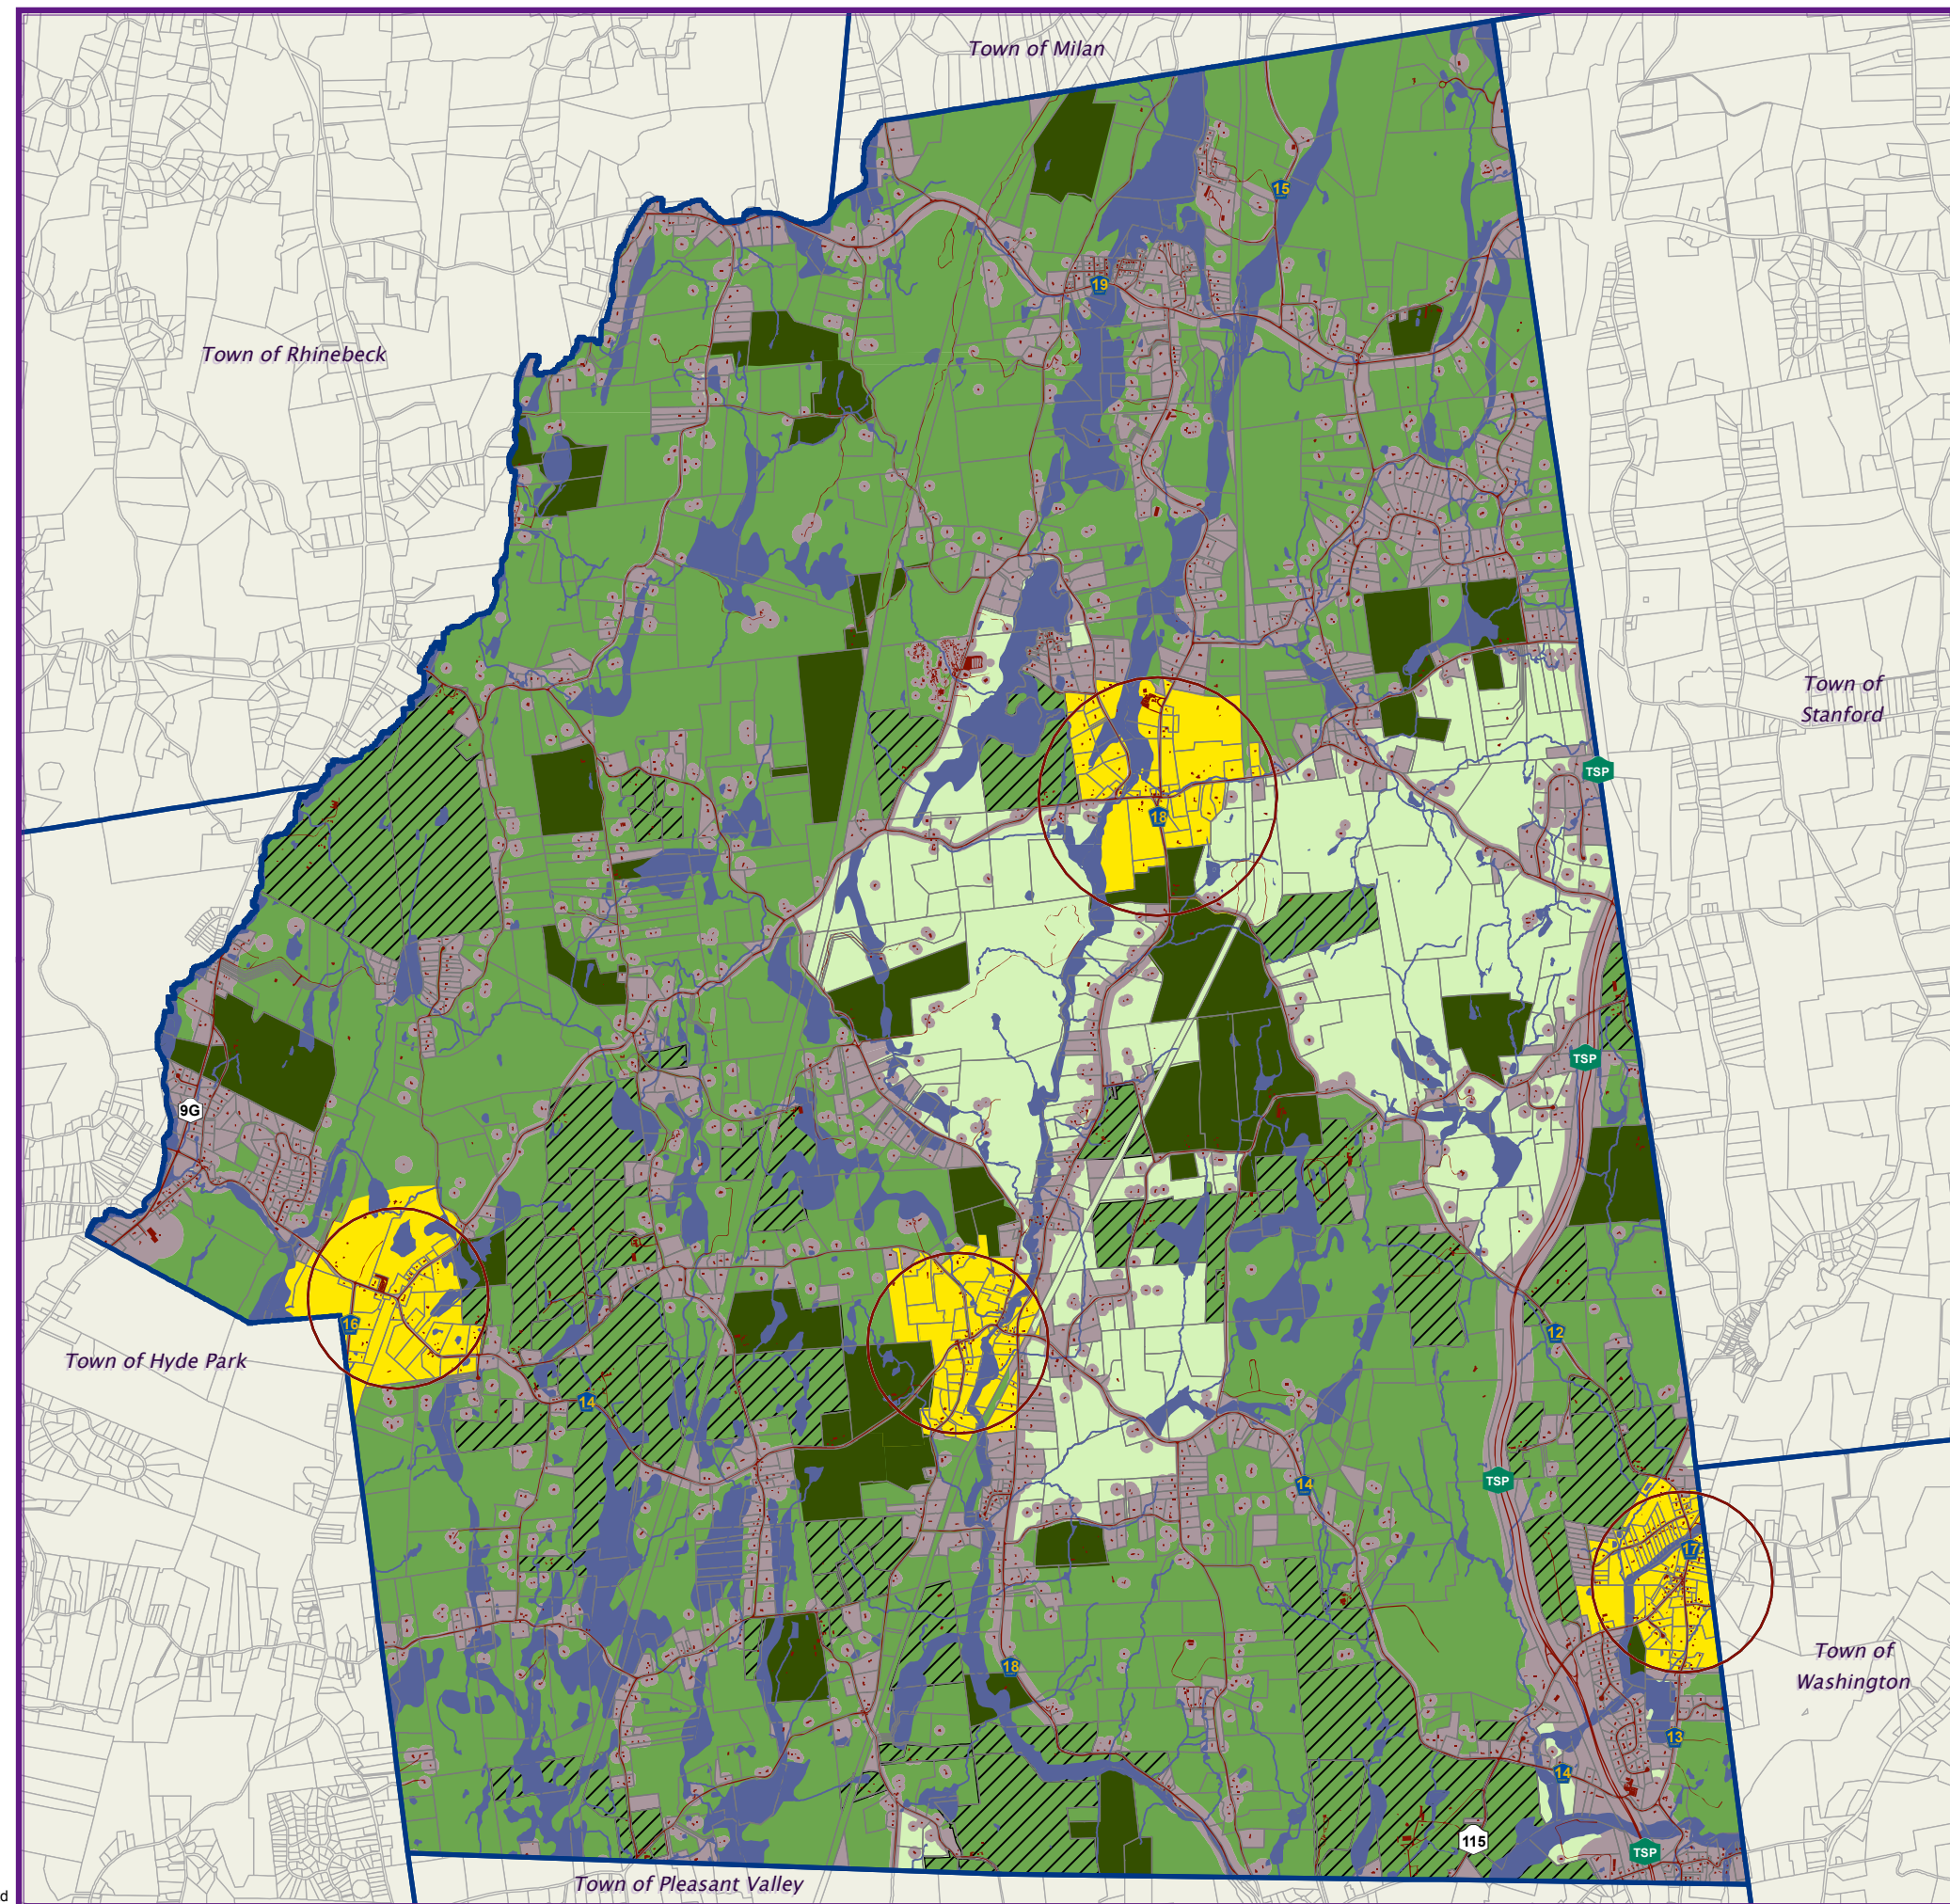 Town of Milan
15
19
Town of Rhinebeck
Town of
Stanford
TSP
18
TSP
9G
16
12
Town of Hyde Park
14
TSP
14
17
Town of
Washington
18
13
14
115
TSP
Town of Pleasant Valley
d